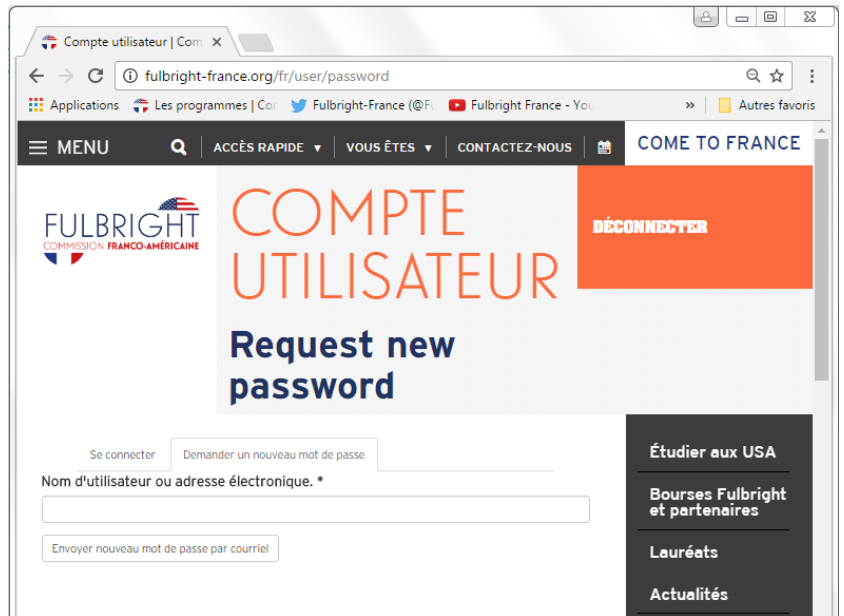 Compte utilisateur | Com
fulbright-france.org/fr/user/password
Applications Les programmes | Con Fulbright-France (@Fu Fulbright France - You » Autres favoris
MENU ACCÈS RAPIDE VOUS ÊTES CONTACTEZ-NOUS COME TO FRANCE
FULBRIGHT
COMMISSION FRANCO-AMÉRICAINE
COMPTE
UTILISATEUR
DÉCONNECTER
Request new
password
Se connecter Demander un nouveau mot de passe
Nom d'utilisateur ou adresse électronique. *
Envoyer nouveau mot de passe par courriel
Étudier aux USA
Bourses Fulbright
et partenaires
Lauréats
Actualités